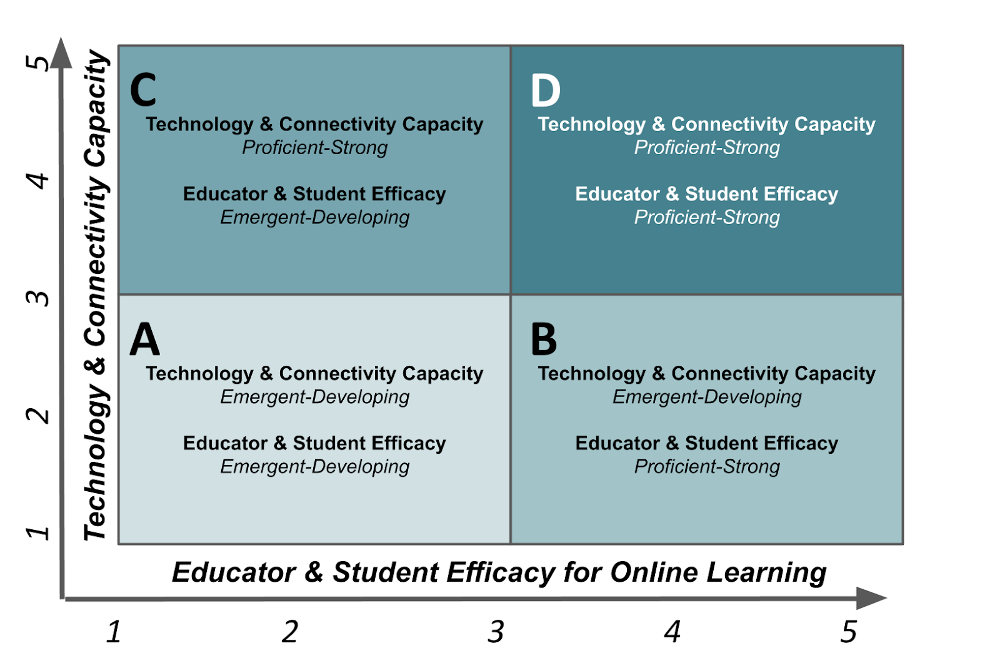 5
4
3
2
1
Technology & Connectivity Capacity
C
Technology & Connectivity Capacity
Proficient-Strong
Educator & Student Efficacy
Emergent-Developing
D
Technology & Connectivity Capacity
Proficient-Strong
Educator & Student Efficacy
Proficient-Strong
A
Technology & Connectivity Capacity
Emergent-Developing
Educator & Student Efficacy
Emergent-Developing
B
Technology & Connectivity Capacity
Emergent-Developing
Educator & Student Efficacy
Proficient-Strong
Educator & Student Efficacy for Online Learning
1 2 3 4 5